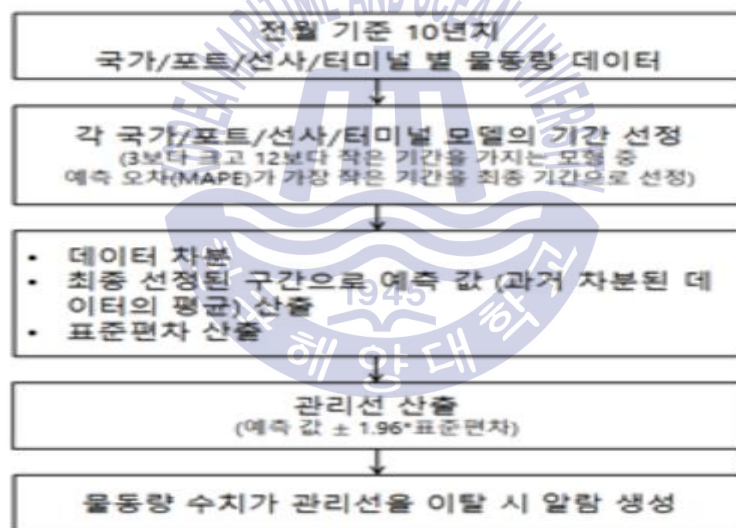 전월 기준 10년치
국가/포트/선사/터미널 별 물동량 데이터
각 국가/포트/선사/터미널 모델의 기간 선정
(3보다 크고 12보다 작은 기간을 가지는 모형 중
예측 오차(MAPE)가 가장 작은 기간을 최종 기간으로 선정)
• 데이터 차분
• 최종 선정된 구간으로 예측 값 (과거 차분된 데
이터의 평균) 산출
• 표준편차 산출
1945
해양대학교
관리선 산출
(예측 값 ± 1.96*표준편차)
물동량 수치가 관리선을 이탈 시 알람 생성